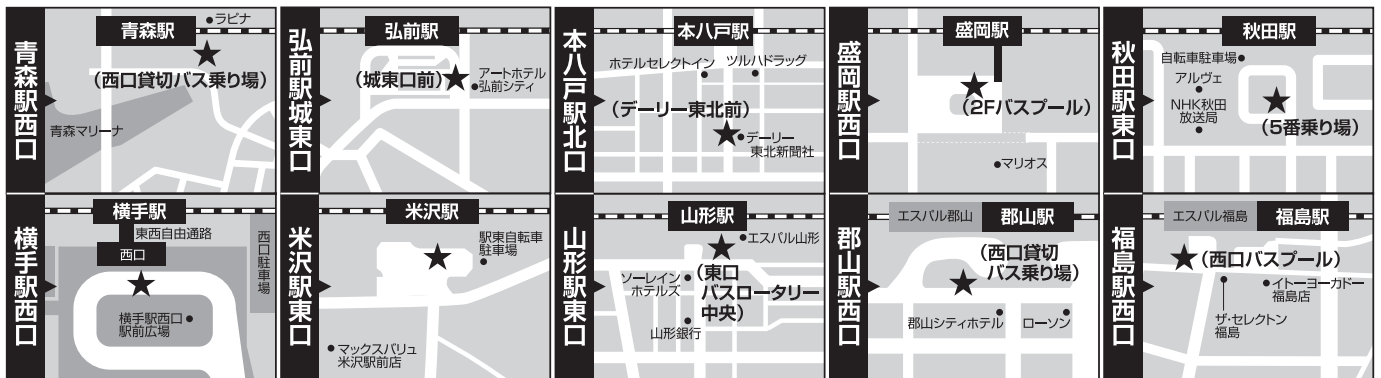 青森駅西口
青森駅
ラビナ
(西口貸切バス乗り場)
青森マリーナ
弘前駅城東口
弘前駅
(城東口前)
アートホテル
弘前シティ
本八戸駅北口
本八戸駅
ホテルセレクトイン
ツルハドラッグ
(デーリー東北前)
デーリー
東北新聞社
盛岡駅西口
盛岡駅
(2Fバスプール)
マリオス
秋田駅東口
秋田駅
自転車駐車場
アルヴェ
NHK秋田
放送局
(5番乗り場)
横手駅西口
横手駅
東西自由通路
西口
西口駐車場
横手駅西口
駅前広場
米沢駅東口
米沢駅
駅東自転車
駐車場
マックスバリュ
米沢駅前店
山形駅東口
山形駅
エスパル山形
ソーレイン
ホテルズ
(東口
バスロータリー
中央)
山形銀行
郡山駅西口
エスパル郡山
郡山駅
(西口貸切
バス乗り場)
郡山シティホテル
ローソン
福島駅西口
エスパル福島
福島駅
(西口バスプール)
イトーヨーカドー
福島店
ザ・セレクトン
福島